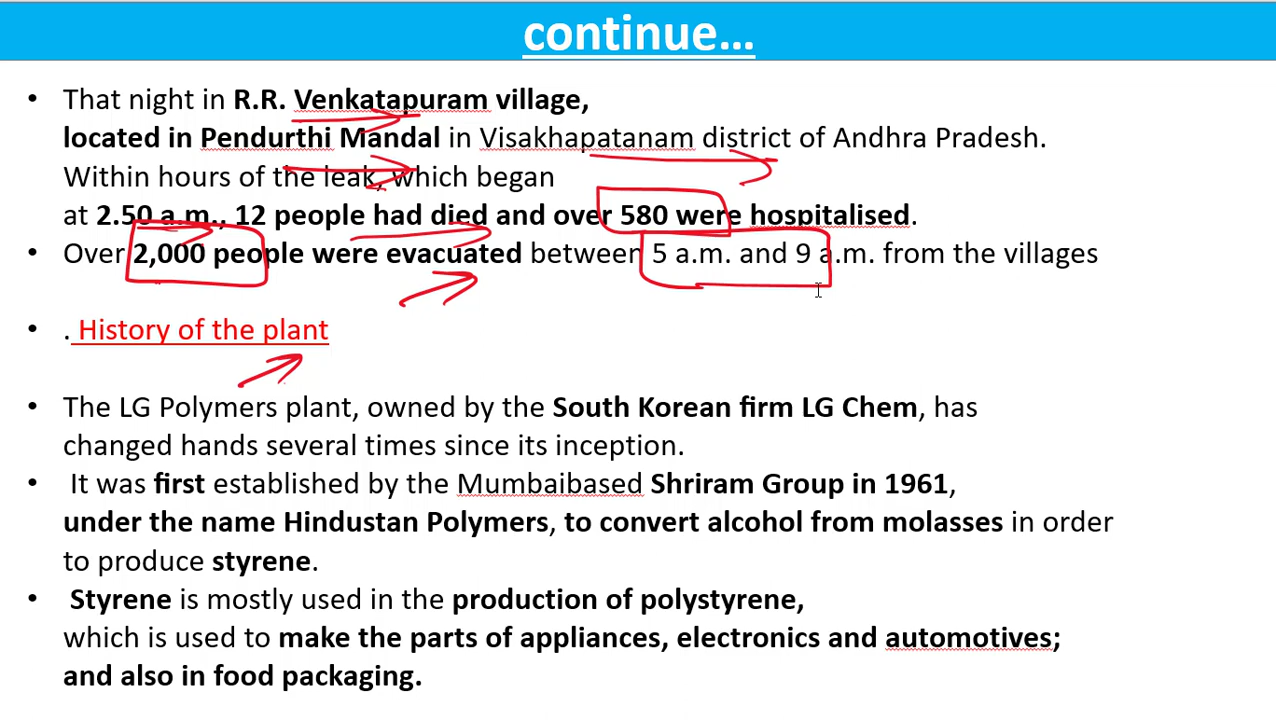 continue...
• That night in R.R. Venkatapuram village,
located in Pendurthi Mandal in Visakhapatanam district of Andhra Pradesh.
Within hours of the leak, which began
at 2.50 a.m., 12 people had died and over 580 were hospitalised.
• Over 2,000 people were evacuated between 5 a.m. and 9 a.m. from the villages
• . History of the plant
• The LG Polymers plant, owned by the South Korean firm LG Chem, has
changed hands several times since its inception.
• It was first established by the Mumbaibased Shriram Group in 1961,
under the name Hindustan Polymers, to convert alcohol from molasses in order
to produce styrene.
• Styrene is mostly used in the production of polystyrene,
which is used to make the parts of appliances, electronics and automotives;
and also in food packaging.